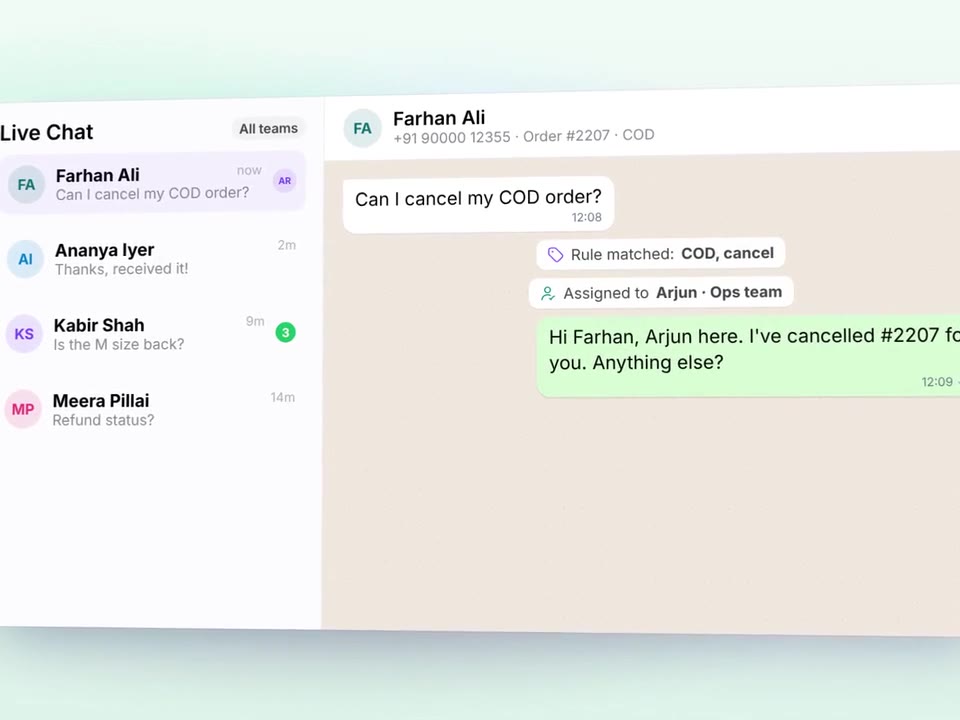 Live Chat
All teams
FA
Farhan Ali
now
Can I cancel my COD order?
AR
AI
Ananya Iyer
2m
Thanks, received it!
KS
Kabir Shah
9m
Is the M size back?
3
MP
Meera Pillai
14m
Refund status?
FA
Farhan Ali
+91 90000 12355 · Order #2207 · COD
Can I cancel my COD order?
12:08
Rule matched: COD, cancel
Assigned to Arjun · Ops team
Hi Farhan, Arjun here. I've cancelled #2207 fo
you. Anything else?
12:09